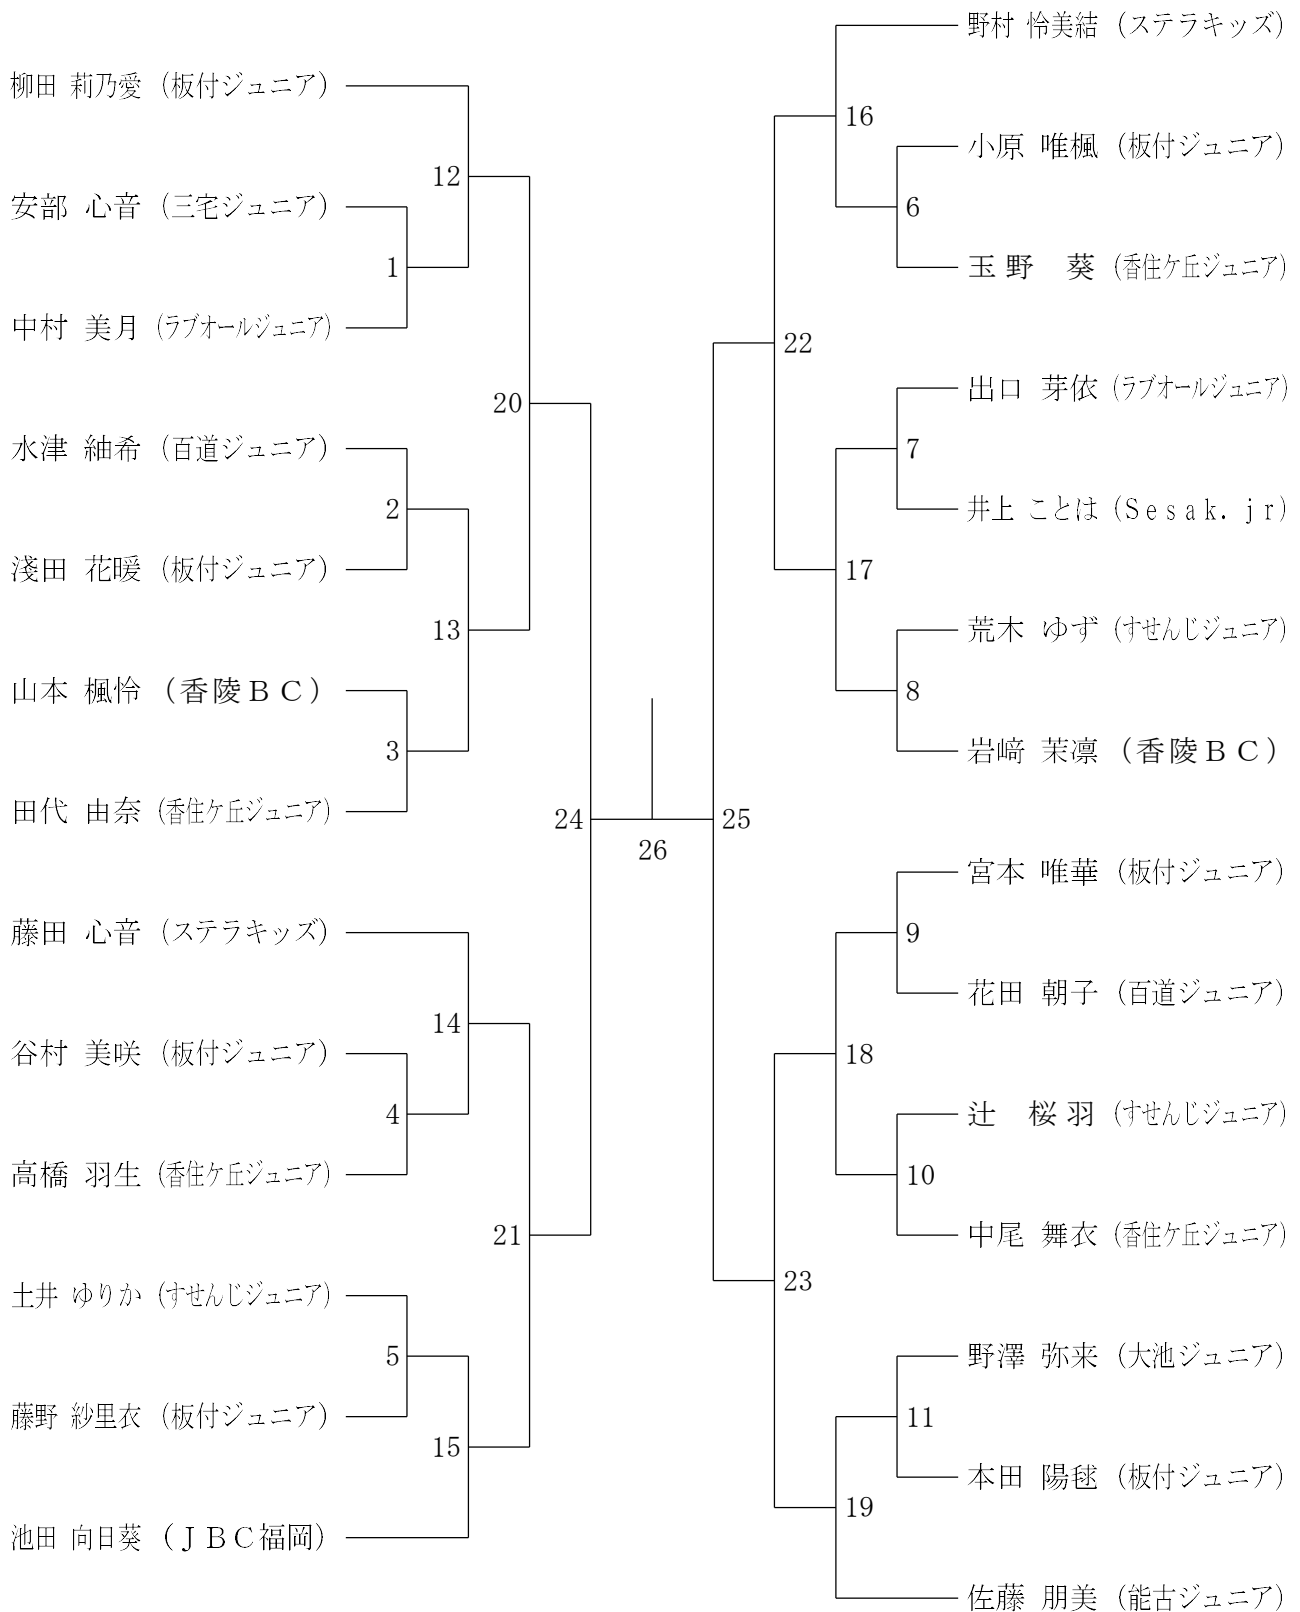 柳田 莉乃愛 (板付ジュニア)
12
安部 心音 (三宅ジュニア)
1
中村 美月 (ラブオールジュニア)
20
水津 紬希 (百道ジュニア)
2
淺田 花暖 (板付ジュニア)
13
山本 楓怜 (香陵ＢＣ)
3
田代 由奈 (香住ケ丘ジュニア)
24
藤田 心音 (ステラキッズ)
14
谷村 美咲 (板付ジュニア)
4
高橋 羽生 (香住ケ丘ジュニア)
21
土井 ゆりか (すせんじジュニア)
5
藤野 紗里衣 (板付ジュニア)
15
池田 向日葵 (ＪＢＣ福岡)
26
野村 怜美結 (ステラキッズ)
16
小原 唯楓 (板付ジュニア)
6
玉野 葵 (香住ケ丘ジュニア)
22
出口 芽依 (ラブオールジュニア)
7
井上 ことは (Sesak.jr)
17
荒木 ゆず (すせんじジュニア)
8
岩﨑 茉凛 (香陵ＢＣ)
25
宮本 唯華 (板付ジュニア)
9
花田 朝子 (百道ジュニア)
18
辻 桜羽 (すせんじジュニア)
10
中尾 舞衣 (香住ケ丘ジュニア)
23
野澤 弥来 (大池ジュニア)
11
本田 陽毬 (板付ジュニア)
19
佐藤 朋美 (能古ジュニア)